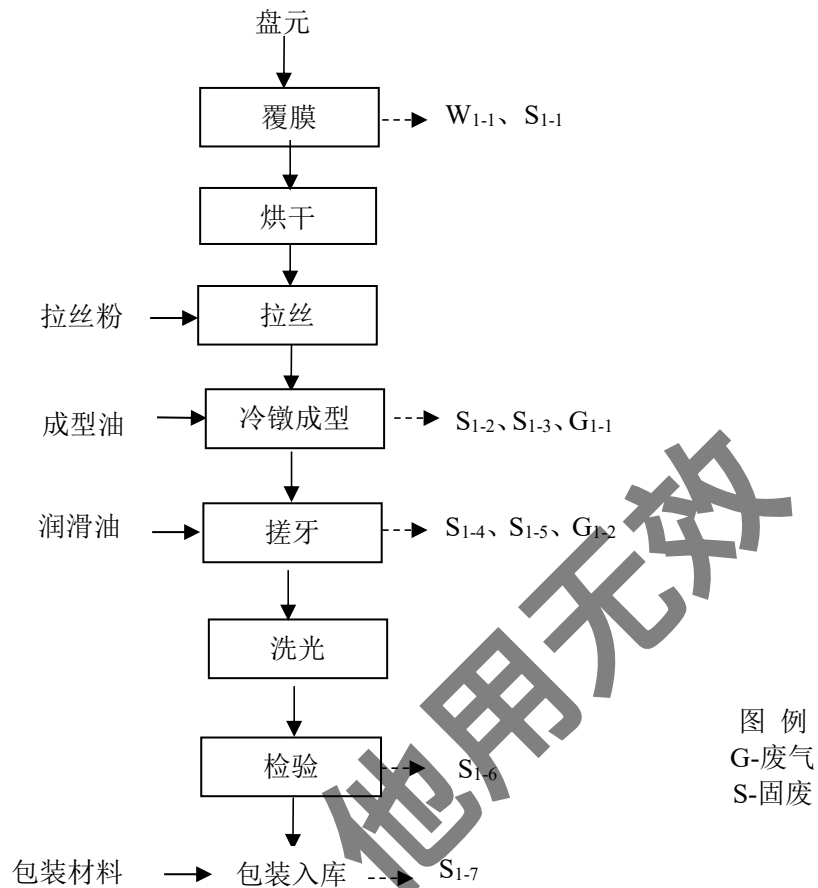 盘元
覆膜
W1-1、S1-1
烘干
拉丝粉
拉丝
成型油
冷镦成型
S1-2、S1-3、G1-1
润滑油
搓牙
S1-4、S1-5、G1-2
洗光
检验
S1-6
图 例
G-废气
S-固废
包装材料
包装入库
S1-7
他用无效